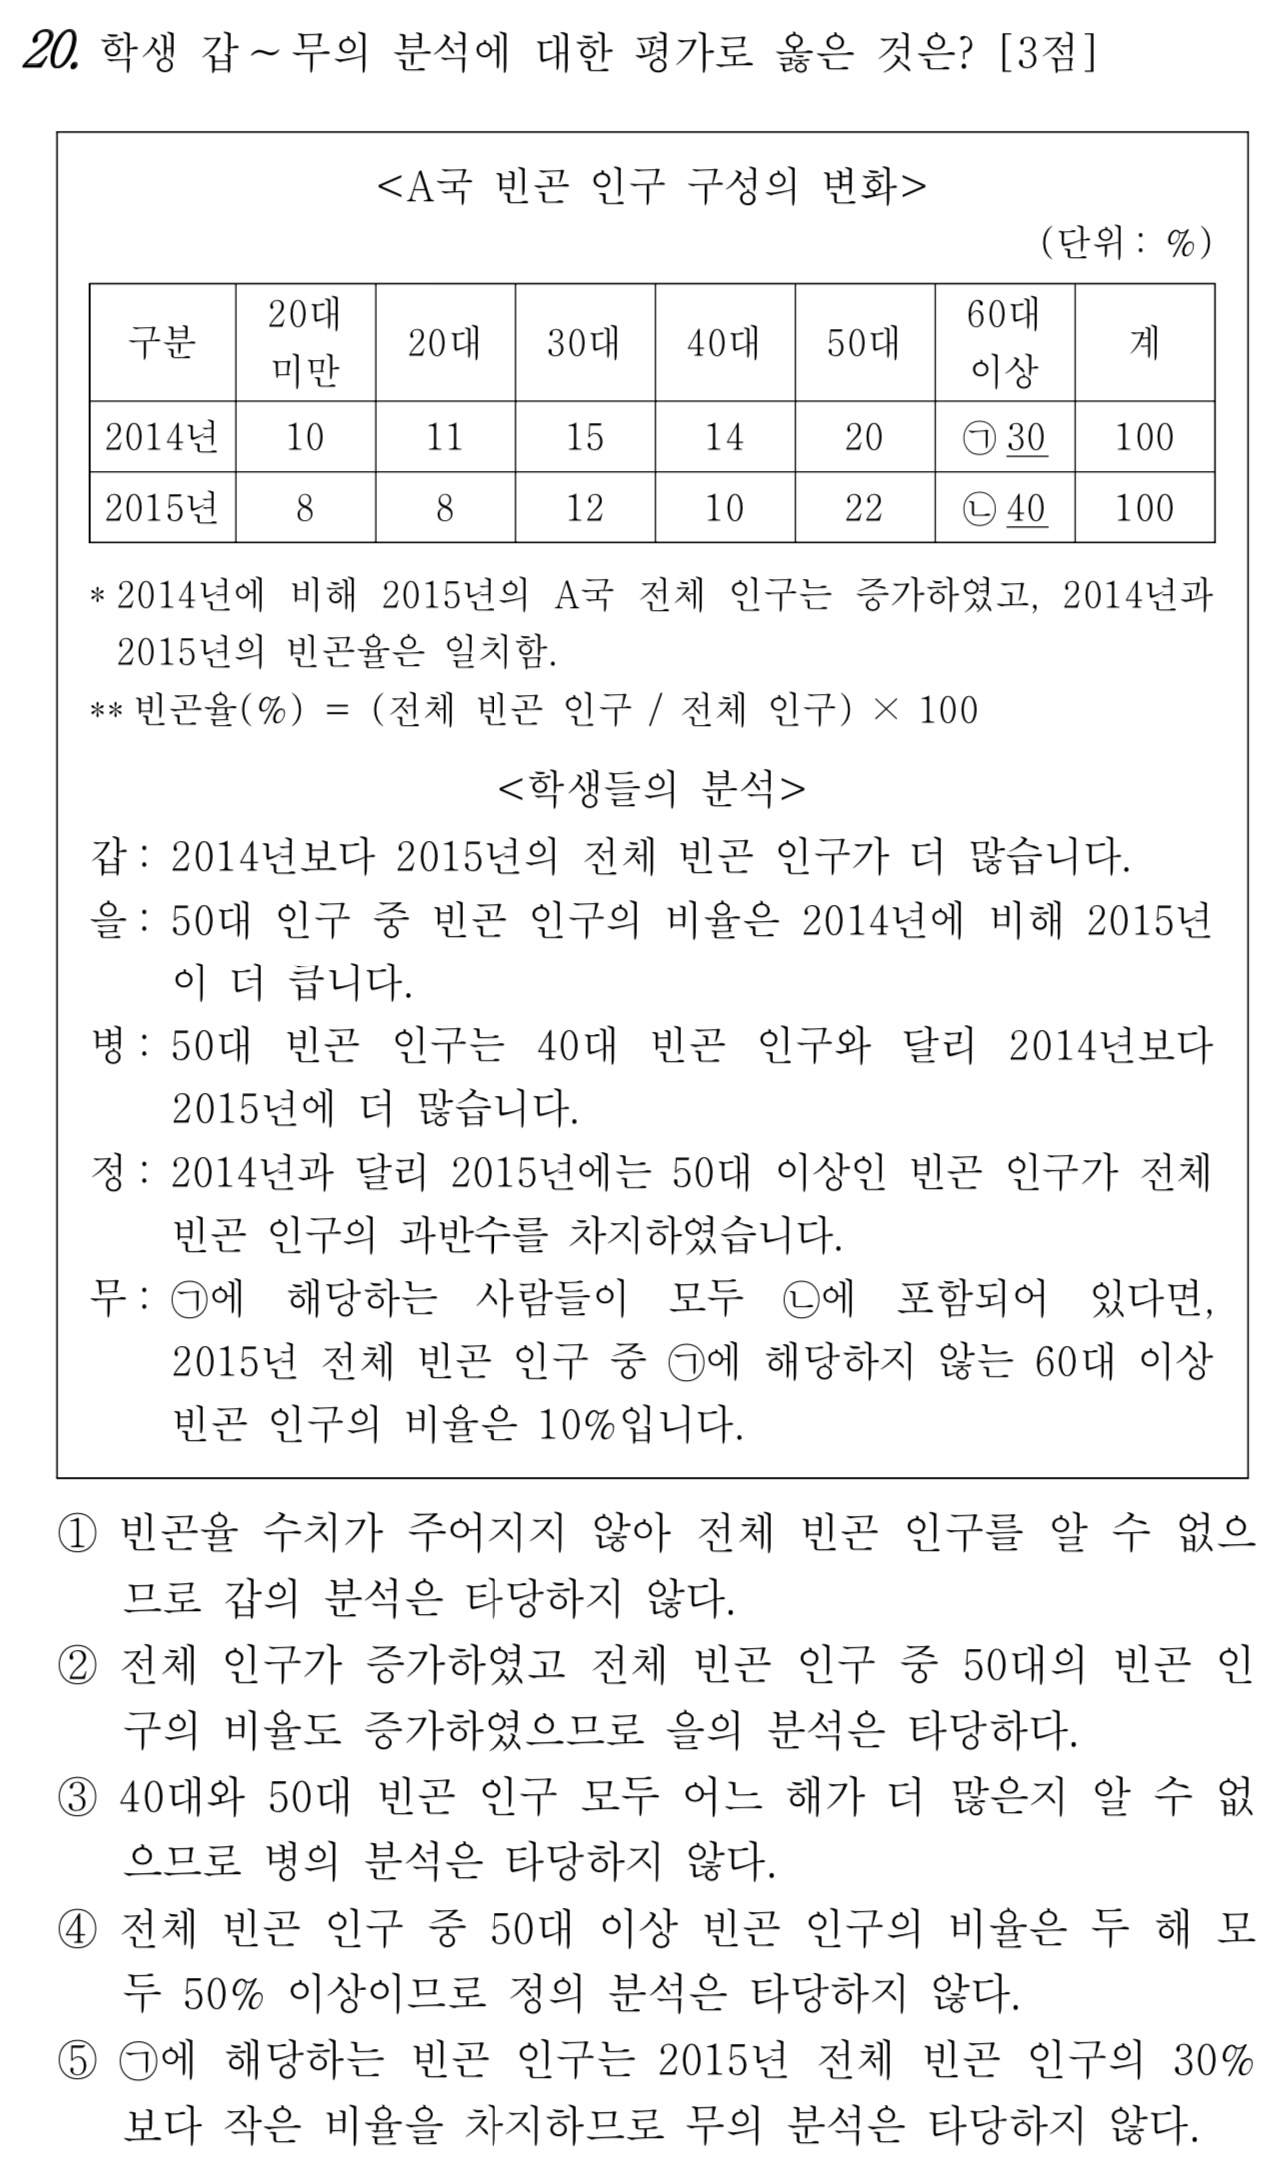 20. 학생 갑~무의 분석에 대한 평가로 옳은 것은? [3점]
<A국 빈곤 인구 구성의 변화>
(단위: %)
구분 20대 미만 20대 30대 40대 50대 60대 이상 계
2014년 10 11 15 14 20 ㉠ 30 100
2015년 8 8 12 10 22 ㉡ 40 100
* 2014년에 비해 2015년의 A국 전체 인구는 증가하였고, 2014년과
2015년의 빈곤율은 일치함.
** 빈곤율(%) = (전체 빈곤 인구 / 전체 인구) × 100
<학생들의 분석>
갑: 2014년보다 2015년의 전체 빈곤 인구가 더 많습니다.
을: 50대 인구 중 빈곤 인구의 비율은 2014년에 비해 2015년
이 더 큽니다.
병: 50대 빈곤 인구는 40대 빈곤 인구와 달리 2014년보다
2015년에 더 많습니다.
정: 2014년과 달리 2015년에는 50대 이상인 빈곤 인구가 전체
빈곤 인구의 과반수를 차지하였습니다.
무: ㉠에 해당하는 사람들이 모두 ㉡에 포함되어 있다면,
2015년 전체 빈곤 인구 중 ㉠에 해당하지 않는 60대 이상
빈곤 인구의 비율은 10%입니다.
① 빈곤율 수치가 주어지지 않아 전체 빈곤 인구를 알 수 없으
므로 갑의 분석은 타당하지 않다.
② 전체 인구가 증가하였고 전체 빈곤 인구 중 50대의 빈곤 인
구의 비율도 증가하였으므로 을의 분석은 타당하다.
③ 40대와 50대 빈곤 인구 모두 어느 해가 더 많은지 알 수 없
으므로 병의 분석은 타당하지 않다.
④ 전체 빈곤 인구 중 50대 이상 빈곤 인구의 비율은 두 해 모
두 50% 이상이므로 정의 분석은 타당하지 않다.
⑤ ㉠에 해당하는 빈곤 인구는 2015년 전체 빈곤 인구의 30%
보다 작은 비율을 차지하므로 무의 분석은 타당하지 않다.